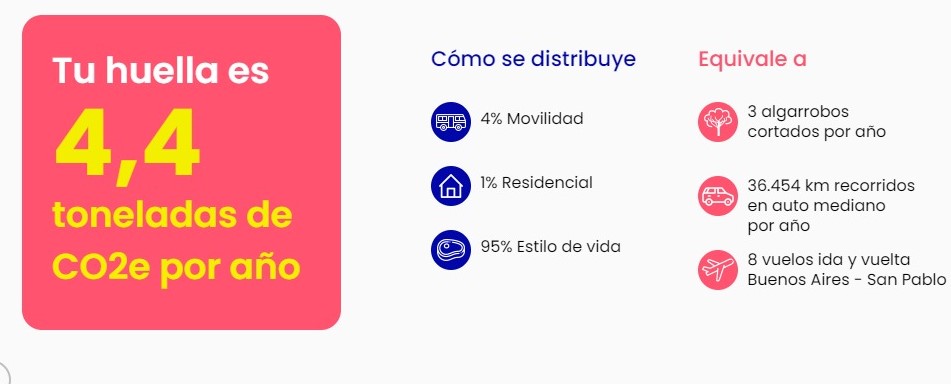 Tu huella es
4,4
toneladas de
CO2e por año
Cómo se distribuye
4% Movilidad
1% Residencial
95% Estilo de vida
Equivale a
3 algarrobos
cortados por año
36.454 km recorridos
en auto mediano
por año
8 vuelos ida y vuelta
Buenos Aires - San Pablo